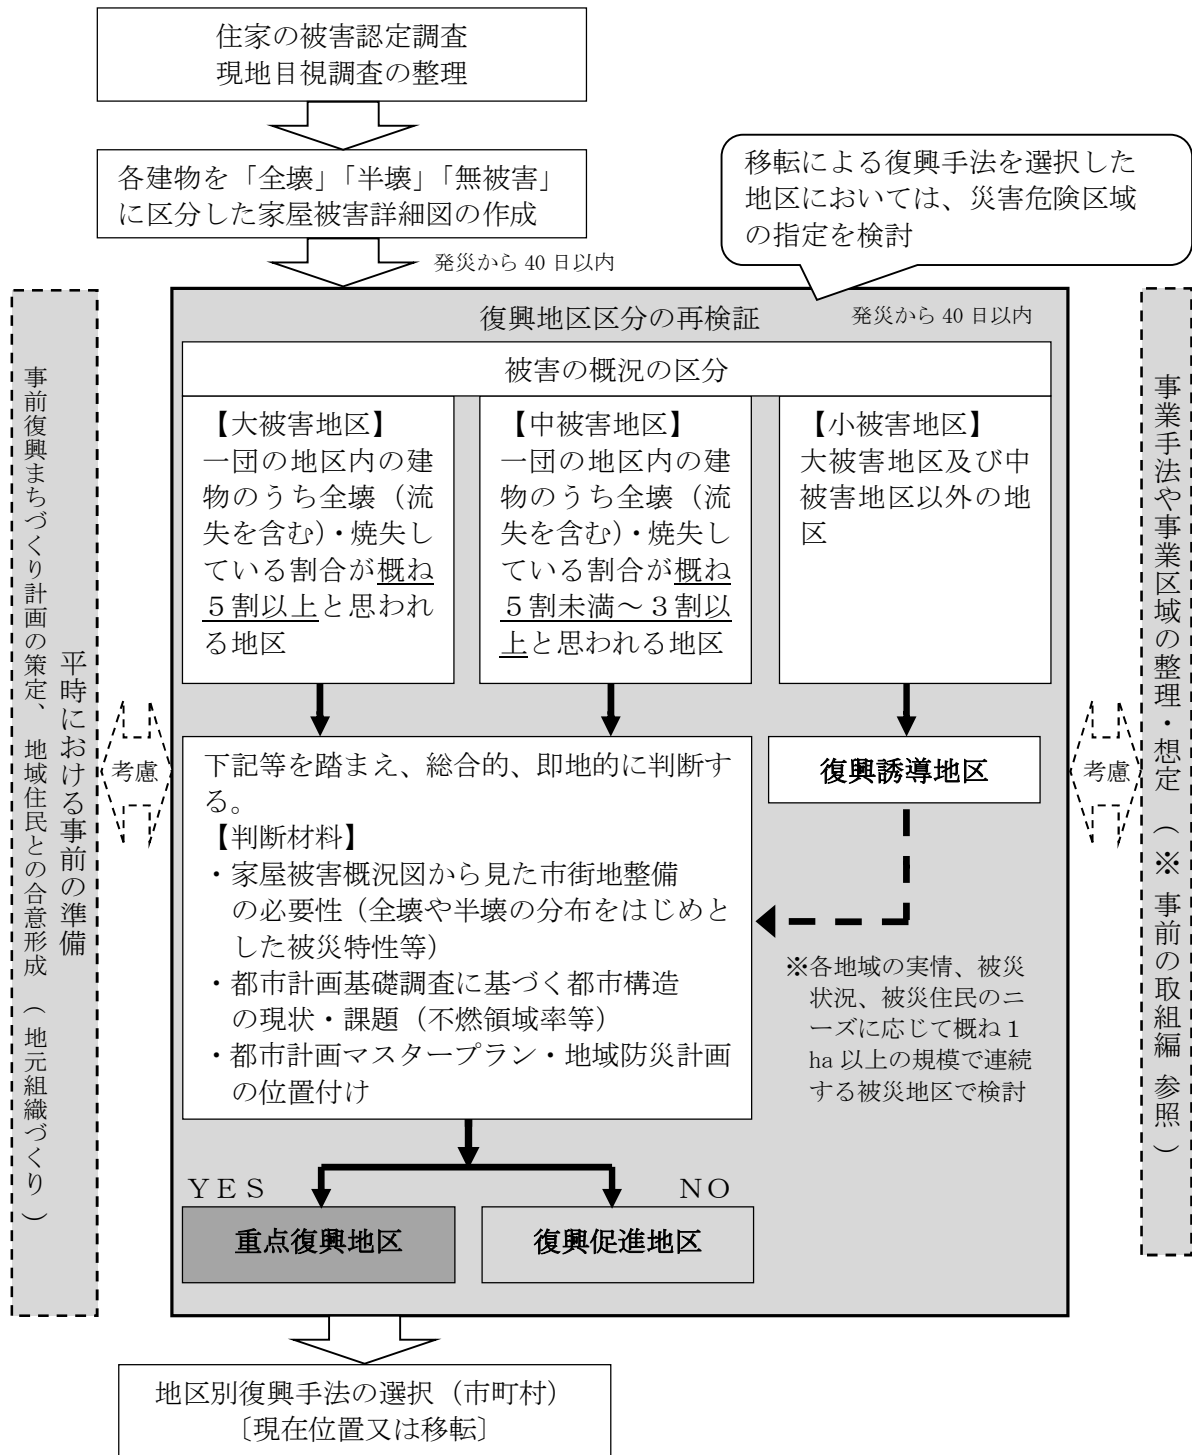 住家の被害認定調査
現地目視調査の整理
各建物を「全壊」「半壊」「無被害」
に区分した家屋被害詳細図の作成
移転による復興手法を選択した
地区においては、災害危険区域
の指定を検討
発災から 40 日以内
復興地区区分の再検証
発災から 40 日以内
被害の概況の区分
【大被害地区】
一団の地区内の建
物のうち全壊（流
失を含む）・焼失し
ている割合が概ね
５割以上と思われ
る地区
【中被害地区】
一団の地区内の建
物のうち全壊（流
失を含む）・焼失し
ている割合が概ね
５割未満～３割以
上と思われる地区
【小被害地区】
大被害地区及び中
被害地区以外の地
区
平時における事前の準備
事前復興まちづくり計画の策定、地域住民との合意形成（地元組織づくり）
考慮
下記等を踏まえ、総合的、即地的に判断す
る。
【判断材料】
・家屋被害概況図から見た市街地整備
の必要性（全壊や半壊の分布をはじめと
した被災特性等）
・都市計画基礎調査に基づく都市構造
の現状・課題（不燃領域率等）
・都市計画マスタープラン・地域防災計画
の位置付け
復興誘導地区
※各地域の実情、被災
状況、被災住民のニ
ーズに応じて概ね１
ha 以上の規模で連続
する被災地区で検討
考慮
事業手法や事業区域の整理・想定（※事前の取組編 参照）
ＹＥＳ
ＮＯ
重点復興地区
復興促進地区
地区別復興手法の選択（市町村）
〔現在位置又は移転〕